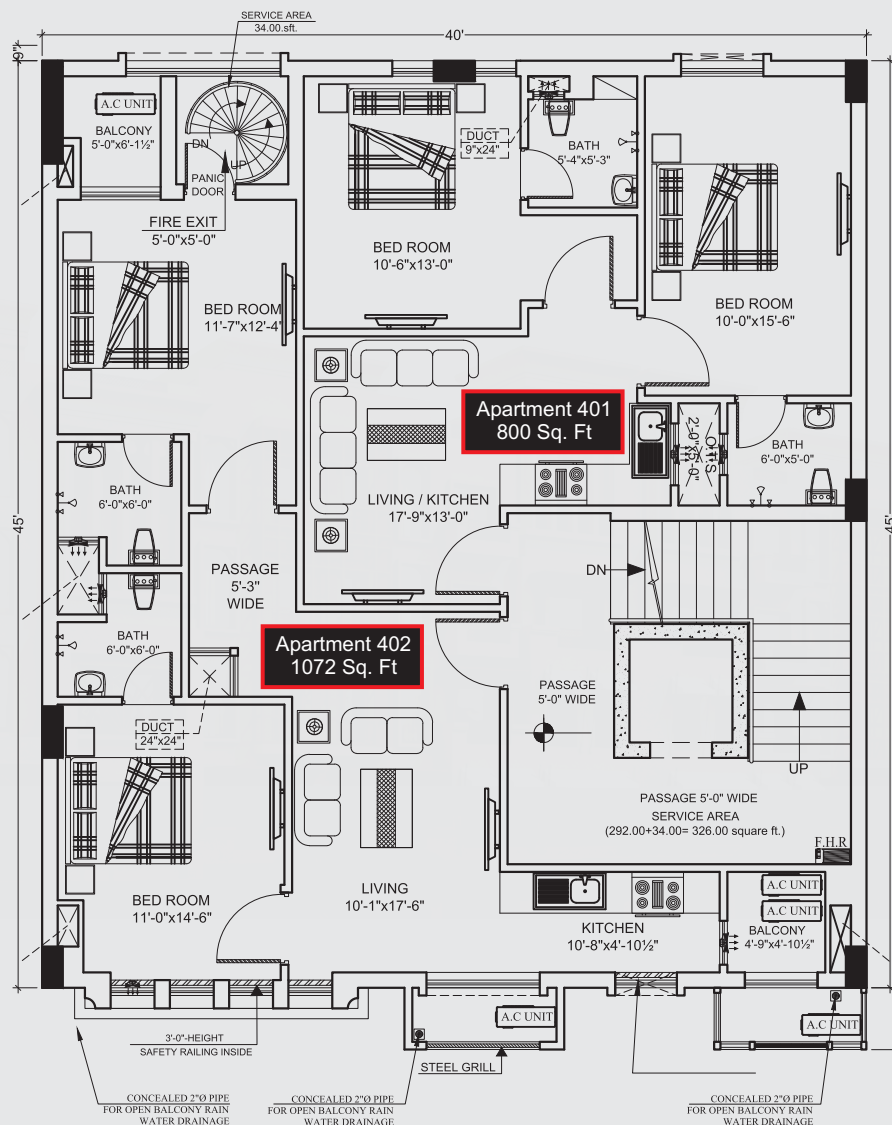 SERVICE AREA
34.00.sft.
40'
9"
A.C UNIT
BALCONY
5'-0"x6'-1½"
DN
UP
PANIC
DOOR
FIRE EXIT
5'-0"x5'-0"
DUCT
9"x24"
BATH
5'-4"x5'-3"
BED ROOM
10'-6"x13'-0"
BED ROOM
11'-7"x12'-4"
BED ROOM
10'-0"x15'-6"
Apartment 401
800 Sq. Ft
O.T.S
2'-0"x5'-0"
BATH
6'-0"x5'-0"
BATH
6'-0"x6'-0"
LIVING / KITCHEN
17'-9"x13'-0"
45'
45'
PASSAGE
5'-3"
WIDE
DN
BATH
6'-0"x6'-0"
Apartment 402
1072 Sq. Ft
PASSAGE
5'-0" WIDE
DUCT
24"x24"
UP
PASSAGE 5'-0" WIDE
SERVICE AREA
(292.00+34.00= 326.00 square ft.)
F.H.R
BED ROOM
11'-0"x14'-6"
LIVING
10'-1"x17'-6"
KITCHEN
10'-8"x4'-10½"
A.C UNIT
A.C UNIT
BALCONY
4'-9"x4'-10½"
A.C UNIT
A.C UNIT
3'-0"-HEIGHT
SAFETY RAILING INSIDE
STEEL GRILL
CONCEALED 2"Ø PIPE
FOR OPEN BALCONY RAIN
WATER DRAINAGE
CONCEALED 2"Ø PIPE
FOR OPEN BALCONY RAIN
WATER DRAINAGE
CONCEALED 2"Ø PIPE
FOR OPEN BALCONY RAIN
WATER DRAINAGE